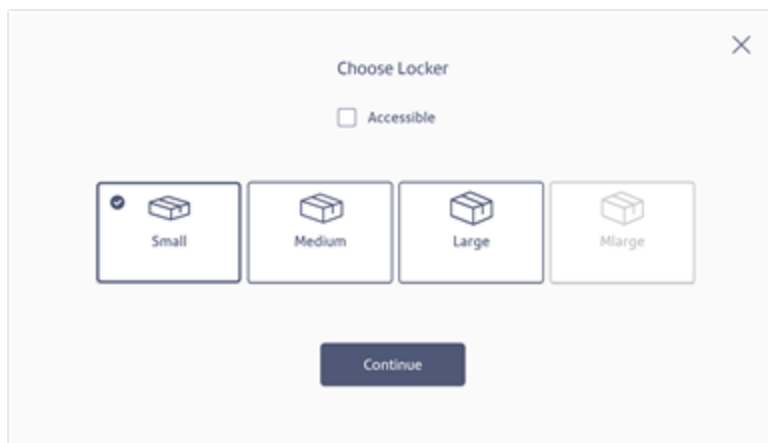 Choose Locker
Accessible
Small
Medium
Large
Mlarge
Continue